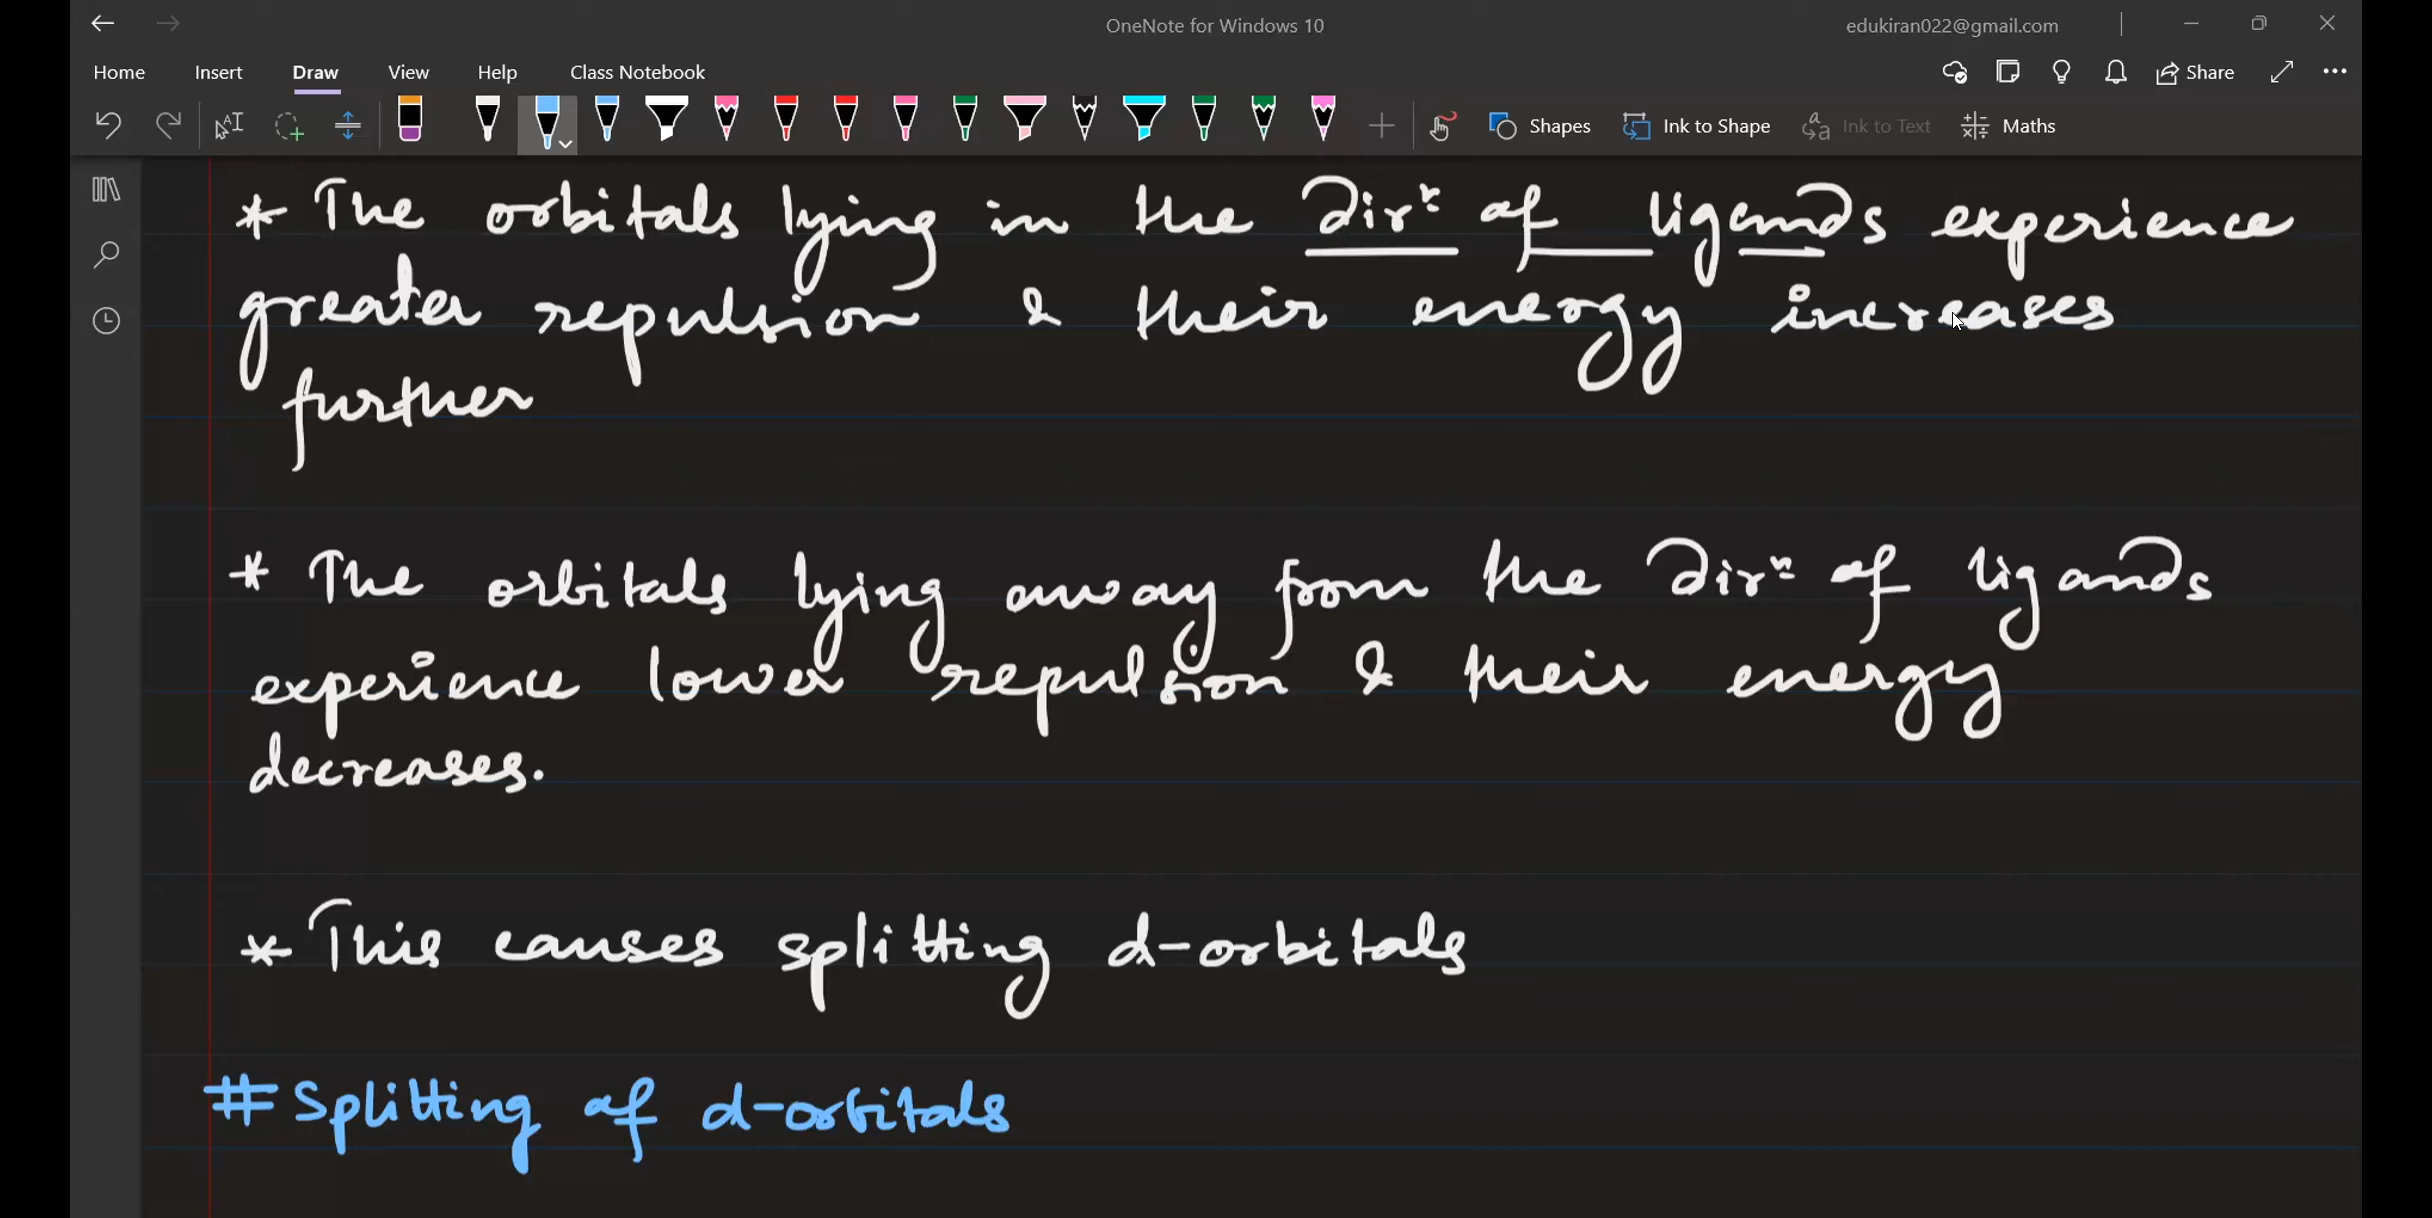 OneNote for Windows 10
edukiran022@gmail.com
Home Insert Draw View Help Class Notebook
Share
Shapes Ink to Shape Ink to Text Maths
* The orbitals lying in the dirⁿ of ligands experience
greater repulsion & their energy increases
further
* The orbitals lying away from the dirⁿ of ligands
experience lower repulsion & their energy
decreases.
* This causes splitting d-orbitals
# Splitting of d-orbitals